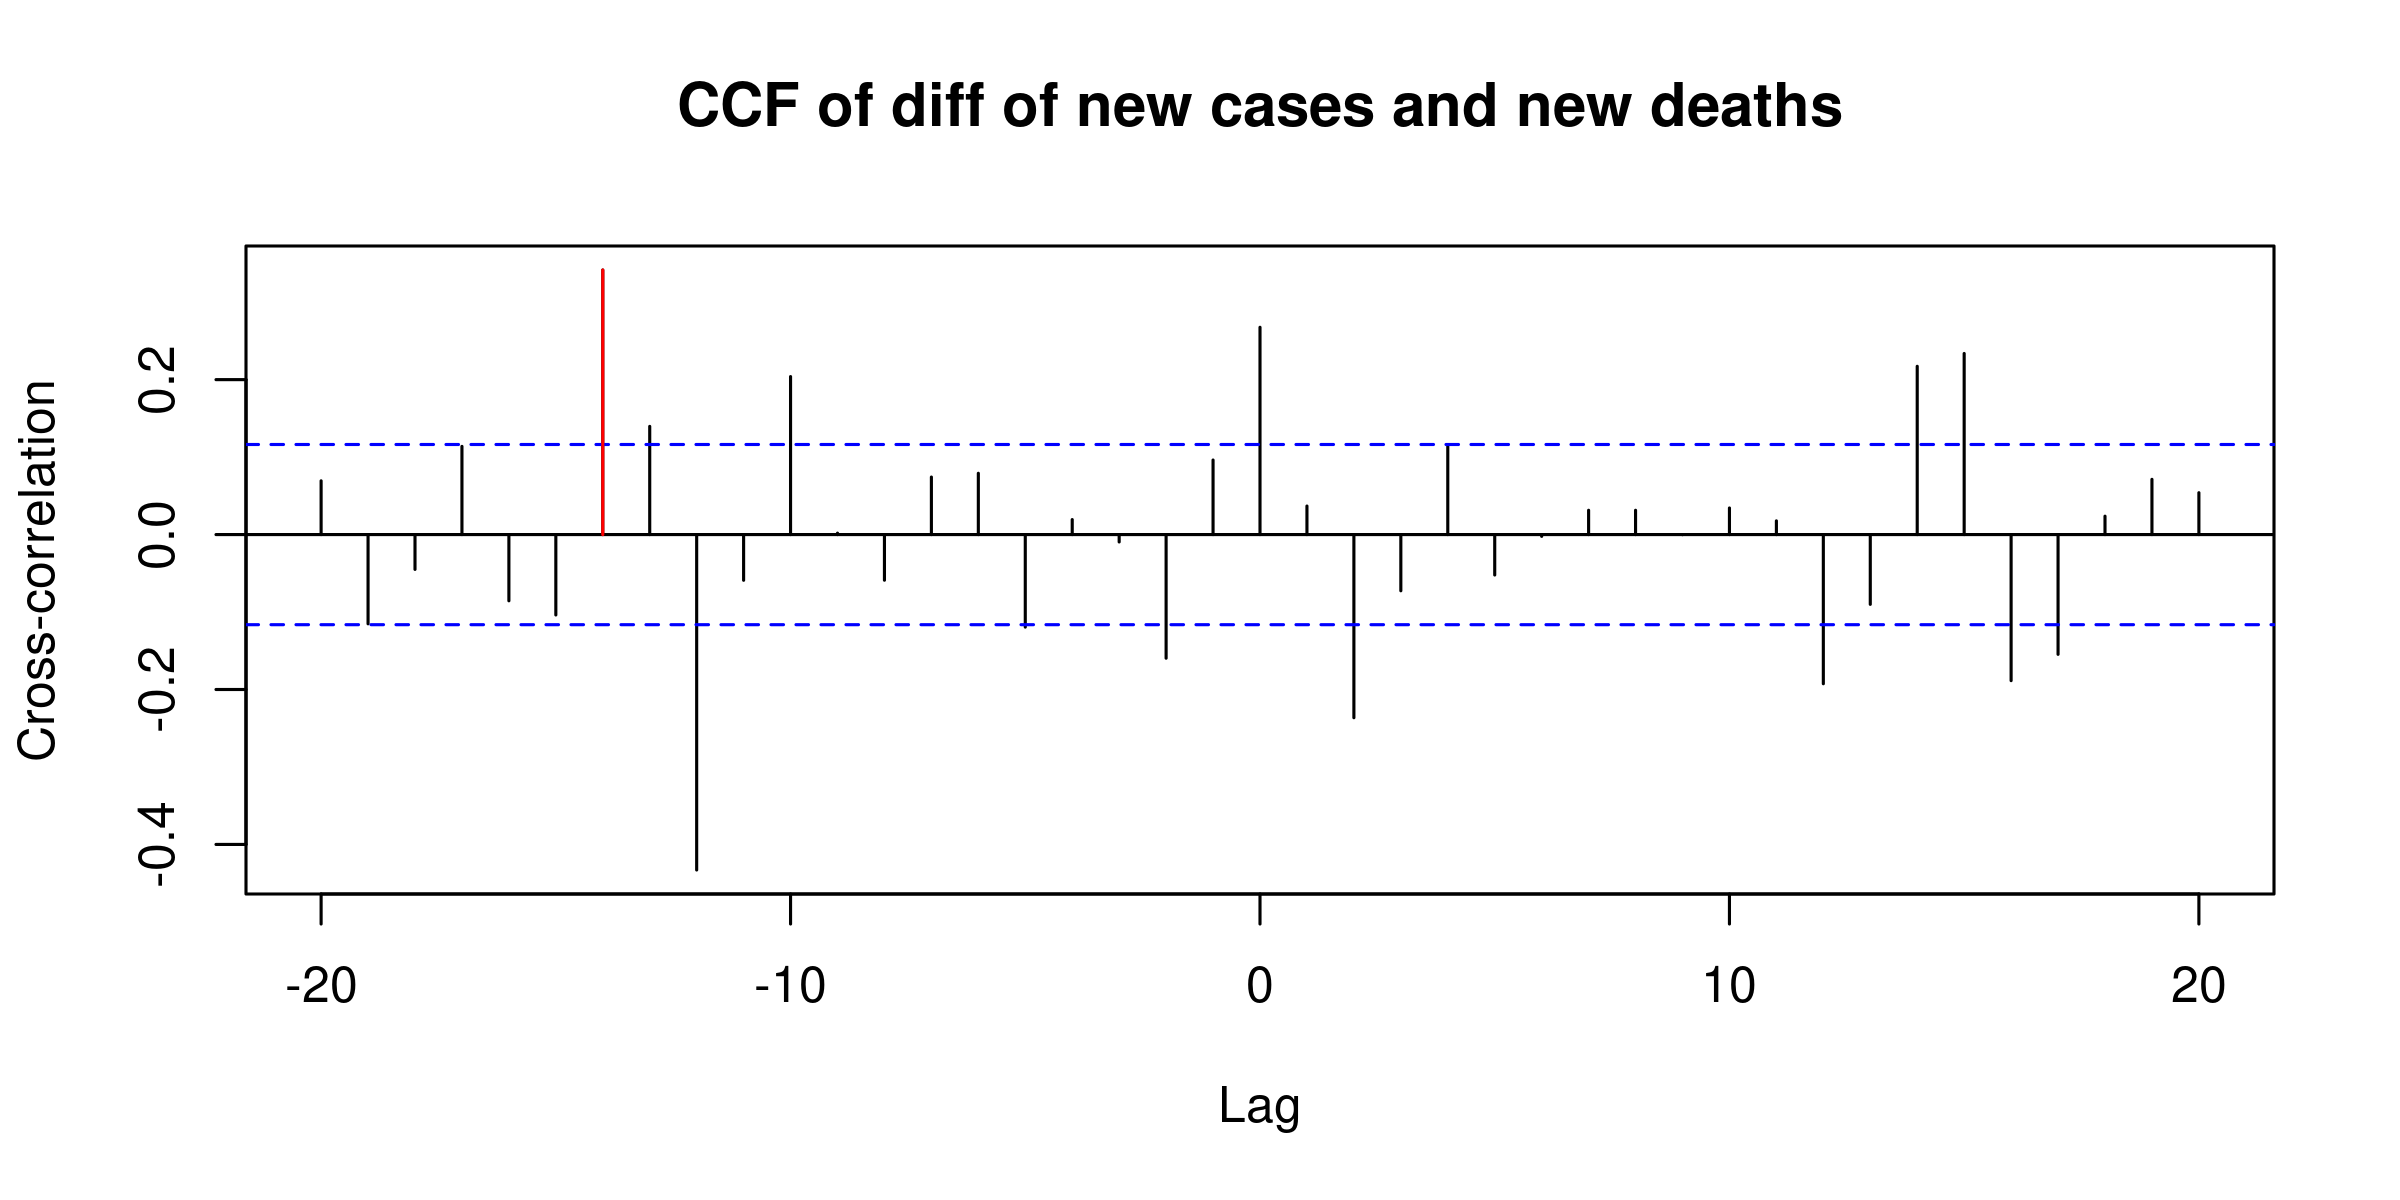 CCF of diff of new cases and new deaths
Cross-correlation
0.2
0.0
-0.2
-0.4
-20 -10 0 10 20
Lag